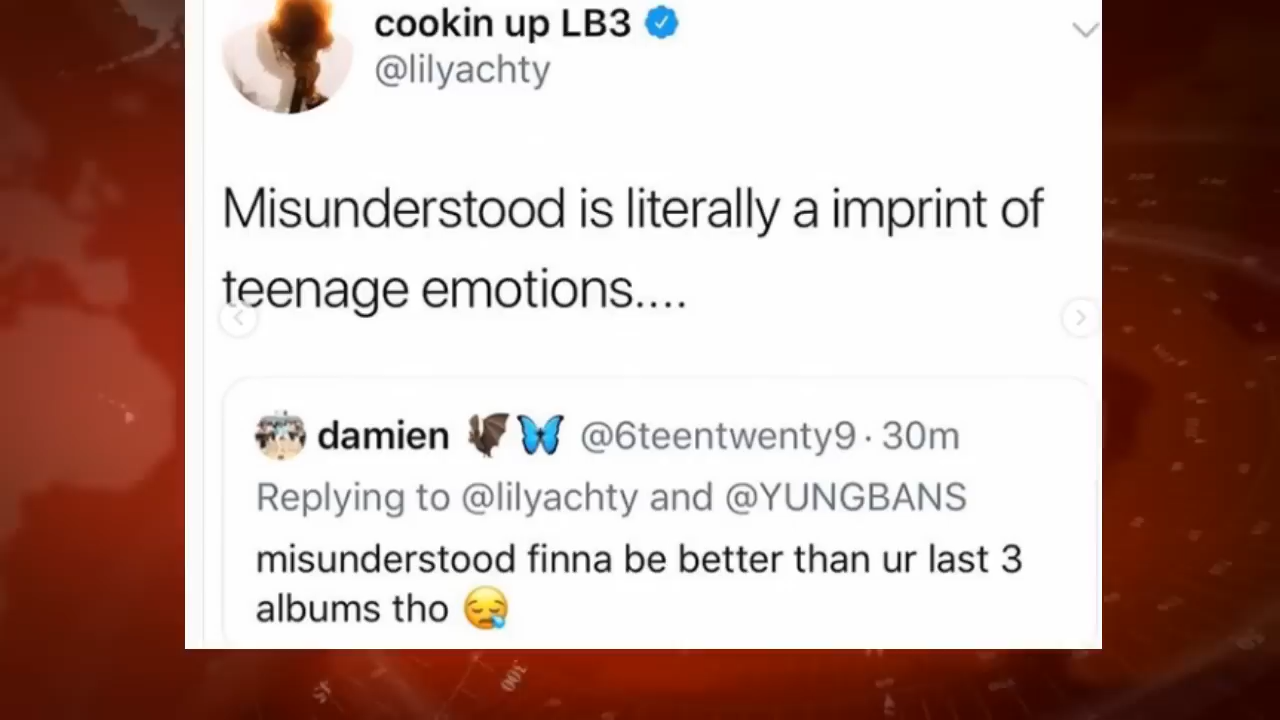 cookin up LB3
@lilyachty
Misunderstood is literally a imprint of
teenage emotions....
damien 🦇🦋 @6teentwenty9 · 30m
Replying to @lilyachty and @YUNGBANS
misunderstood finna be better than ur last 3
albums tho 😪